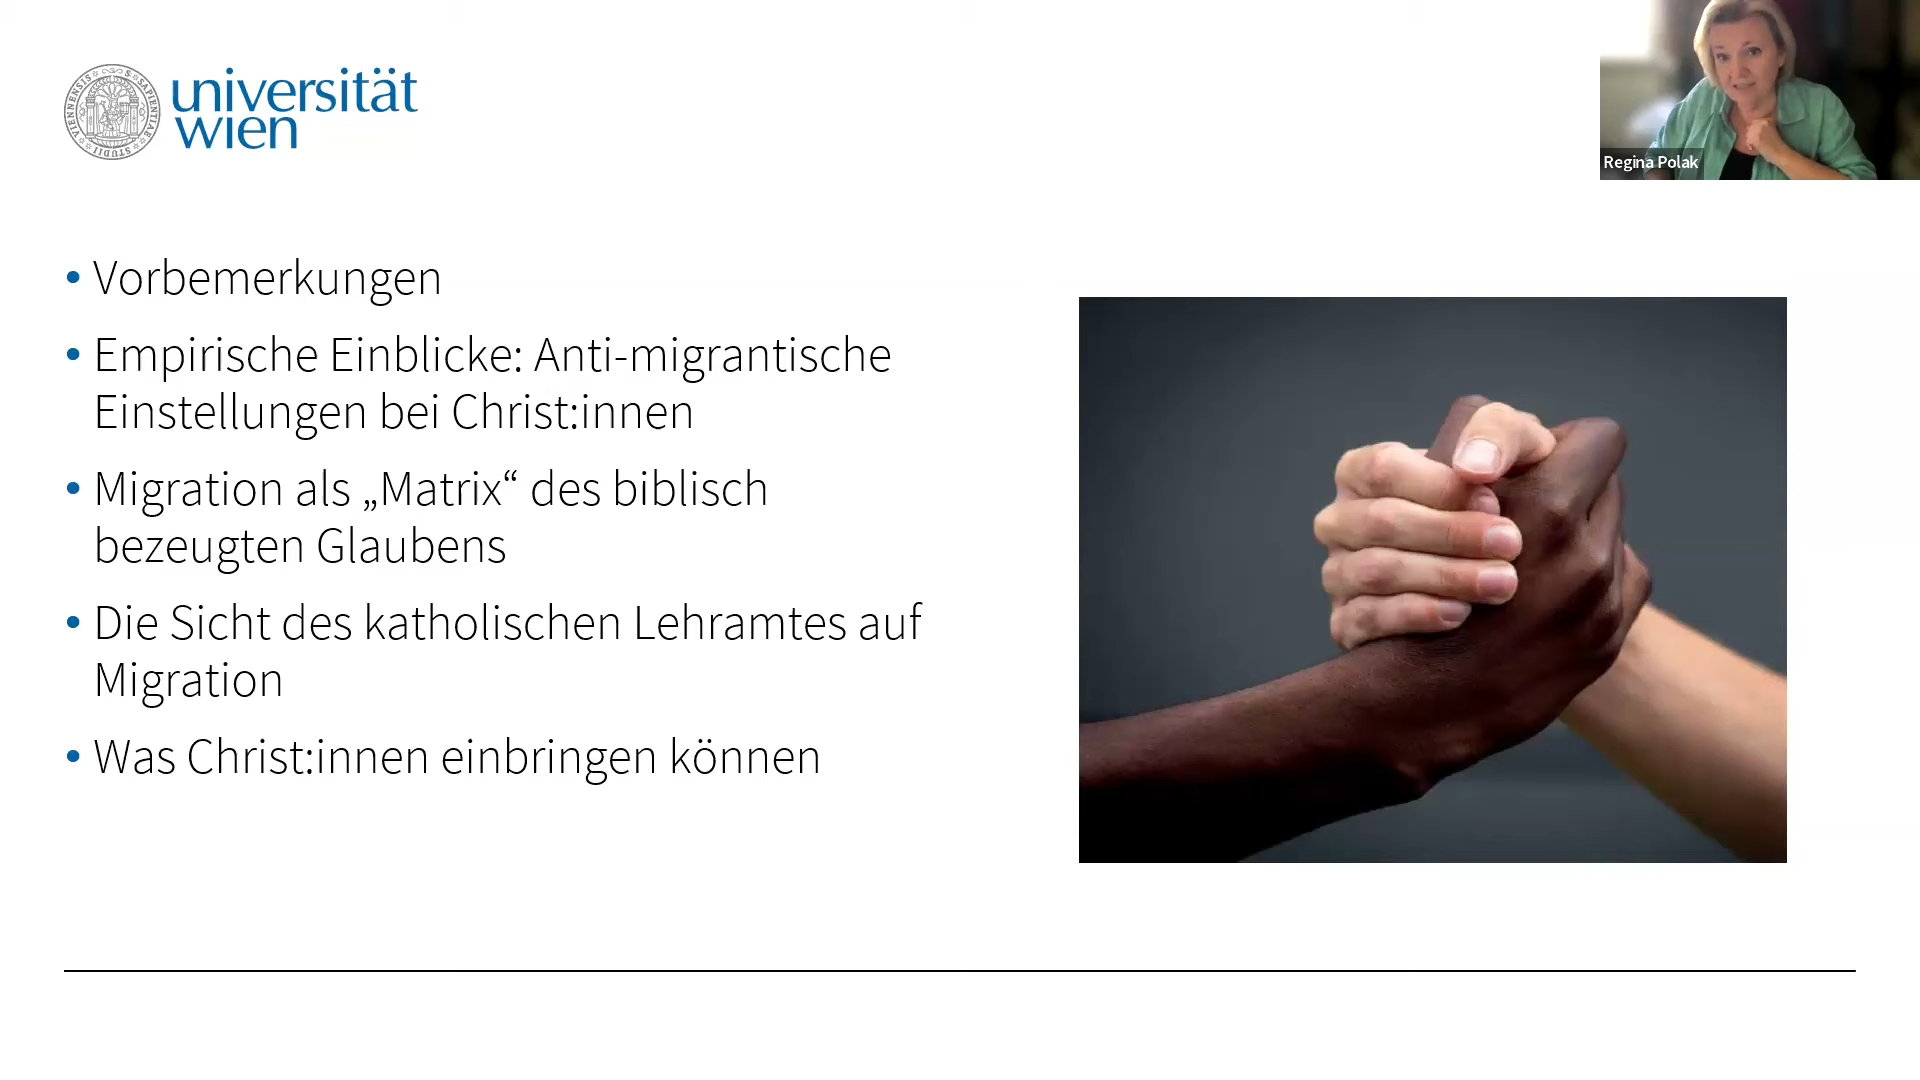 universität
wien
Regina Polak
• Vorbemerkungen
• Empirische Einblicke: Anti-migrantische
Einstellungen bei Christ:innen
• Migration als „Matrix“ des biblisch
bezeugten Glaubens
• Die Sicht des katholischen Lehramtes auf
Migration
• Was Christ:innen einbringen können